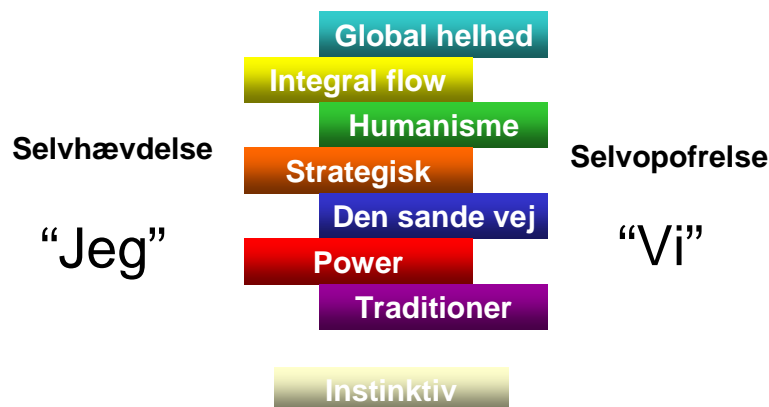 Global helhed
Integral flow
Humanisme
Selvhævdelse
Selvopofrelse
Strategisk
Den sande vej
“Jeg”
“Vi”
Power
Traditioner
Instinktiv